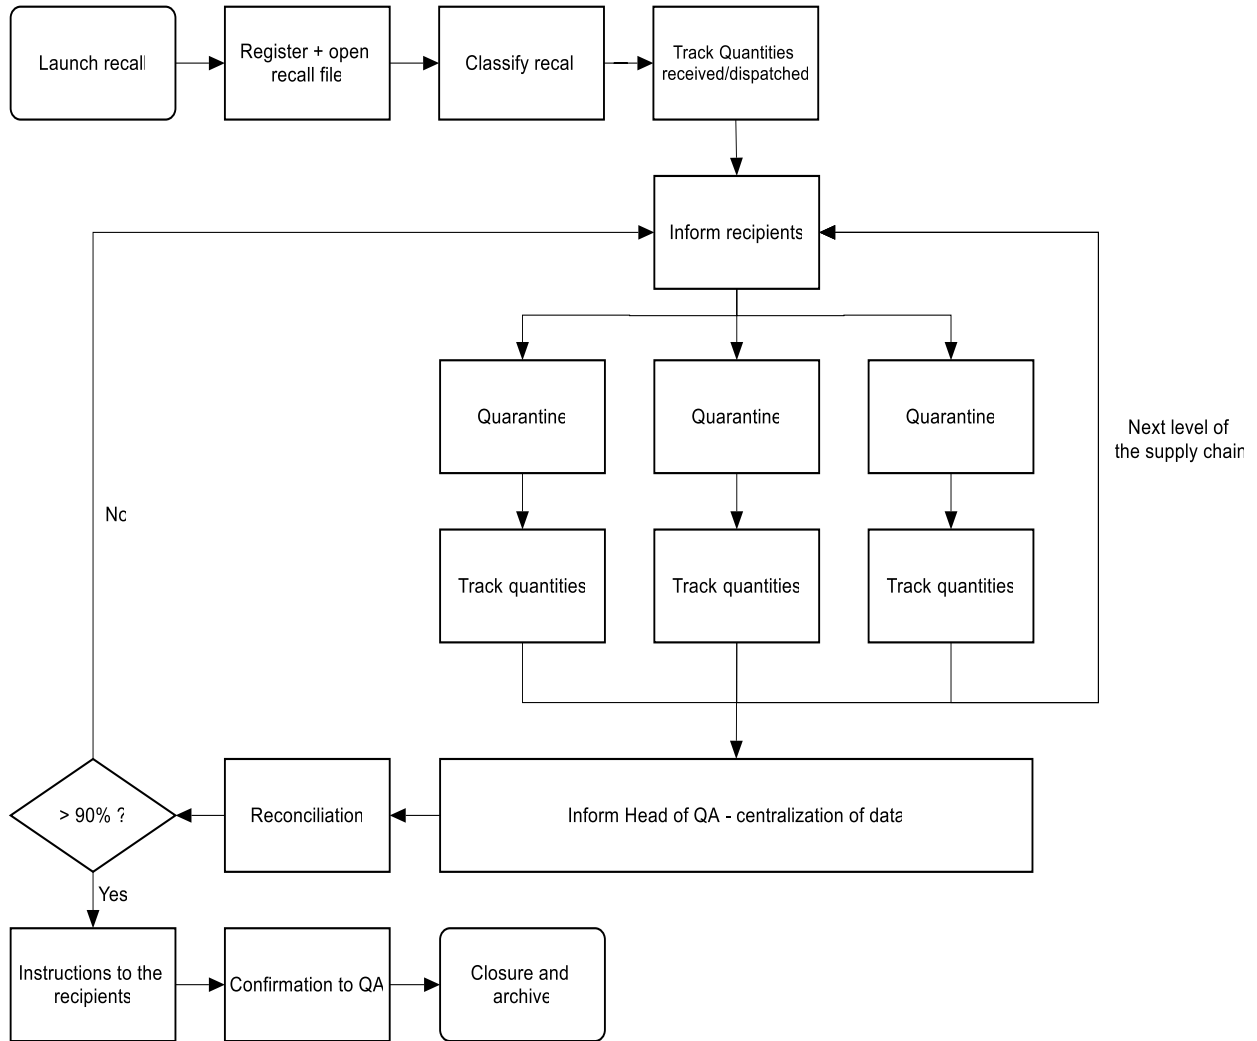 Launch recall
Register + open
recall file
Classify recal
Track Quantities
received/dispatched
Inform recipients
Quarantine
Quarantine
Quarantine
Next level of
the supply chain
No
Track quantities
Track quantities
Track quantities
> 90% ?
Reconciliation
Inform Head of QA - centralization of data
Yes
Instructions to the
recipients
Confirmation to QA
Closure and
archive